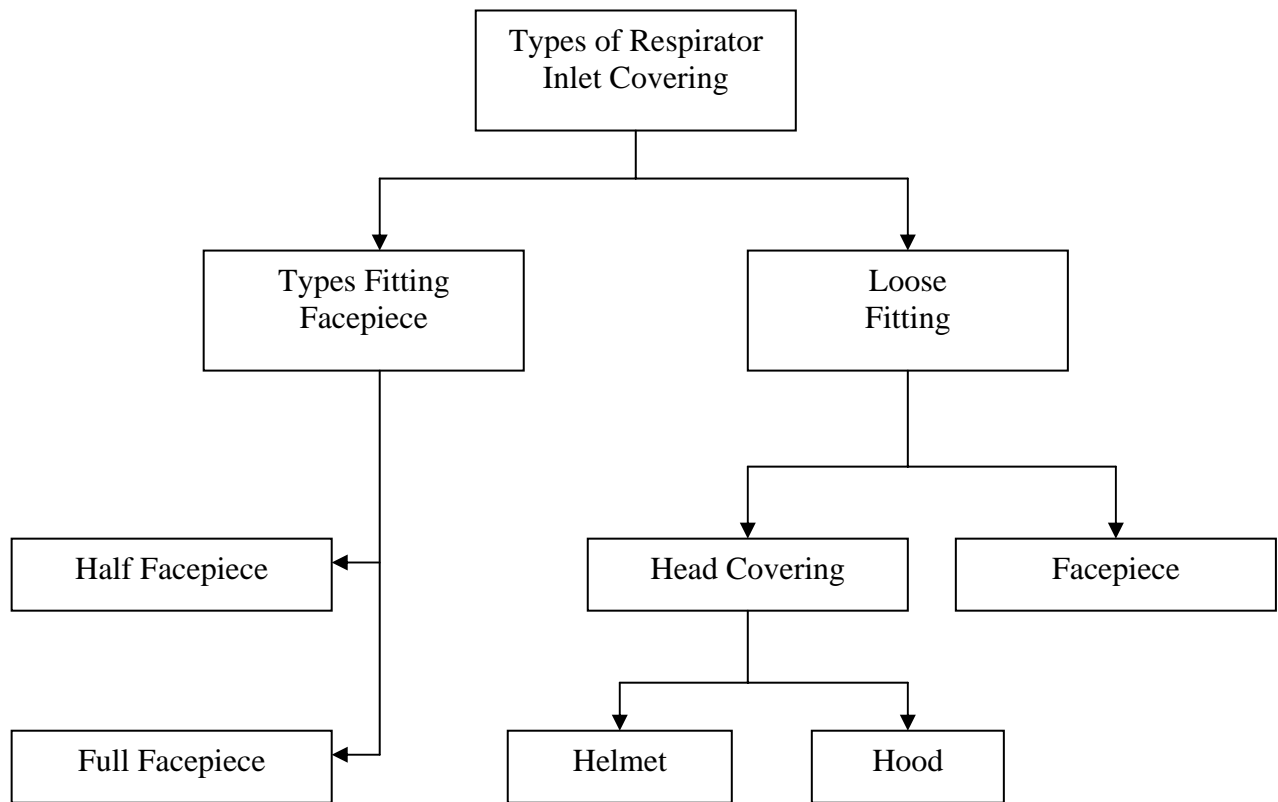 Types of Respirator
Inlet Covering
Types Fitting
Facepiece
Loose
Fitting
Half Facepiece
Head Covering
Facepiece
Full Facepiece
Helmet
Hood